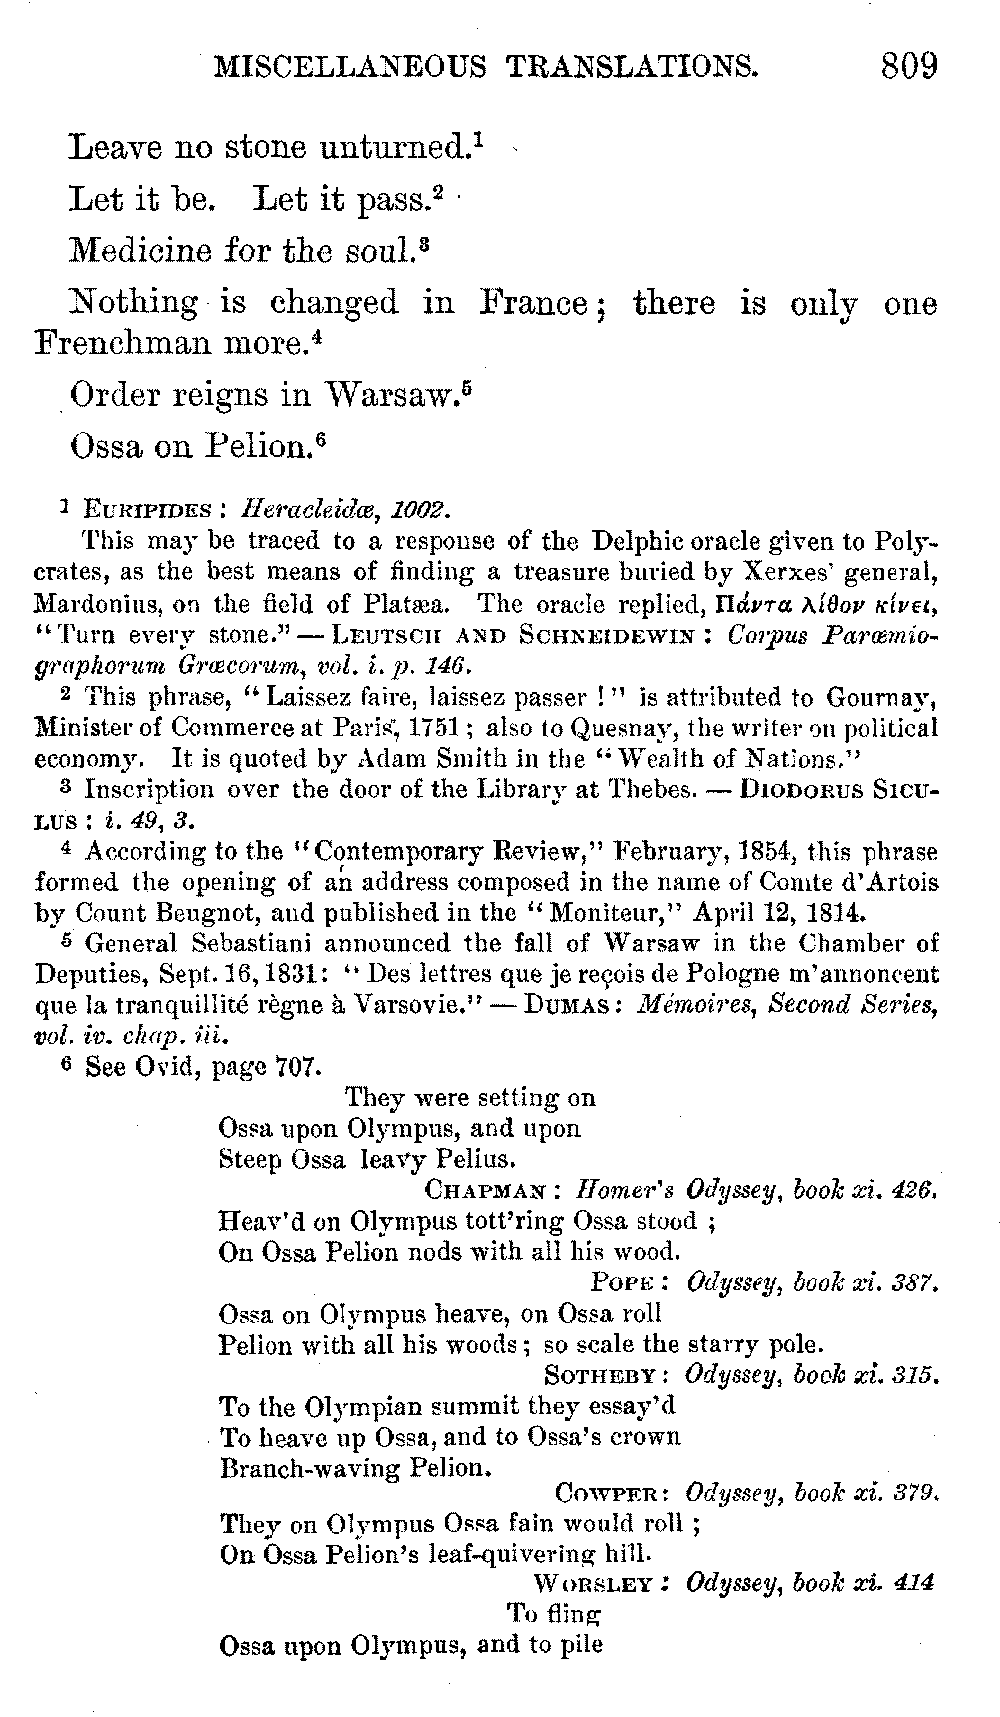 MISCELLANEOUS TRANSLATIONS. 809
Leave no stone unturned.¹
Let it be. Let it pass.²
Medicine for the soul.³
Nothing is changed in France; there is only one
Frenchman more.⁴
Order reigns in Warsaw.⁵
Ossa on Pelion.⁶
¹ EURIPIDES: Heracleidæ, 1002.
This may be traced to a response of the Delphic oracle given to Poly-
crates, as the best means of finding a treasure buried by Xerxes' general,
Mardonius, on the field of Platæa. The oracle replied, Πάντα λίθον κίνει,
"Turn every stone." — LEUTSCH AND SCHNEIDEWIN: Corpus Parœmio-
graphorum Græcorum, vol. i. p. 146.
² This phrase, "Laissez faire, laissez passer!" is attributed to Gournay,
Minister of Commerce at Paris, 1751; also to Quesnay, the writer on political
economy. It is quoted by Adam Smith in the "Wealth of Nations."
³ Inscription over the door of the Library at Thebes. — DIODORUS SICU-
LUS: i. 49, 3.
⁴ According to the "Contemporary Review," February, 1854, this phrase
formed the opening of an address composed in the name of Comte d'Artois
by Count Beugnot, and published in the "Moniteur," April 12, 1814.
⁵ General Sebastiani announced the fall of Warsaw in the Chamber of
Deputies, Sept. 16, 1831: "Des lettres que je reçois de Pologne m'annoncent
que la tranquillité règne à Varsovie." — DUMAS: Mémoires, Second Series,
vol. iv. chap. iii.
⁶ See Ovid, page 707.
They were setting on
Ossa upon Olympus, and upon
Steep Ossa leavy Pelius.
CHAPMAN: Homer's Odyssey, book xi. 426.
Heav'd on Olympus tott'ring Ossa stood;
On Ossa Pelion nods with all his wood.
POPE: Odyssey, book xi. 387.
Ossa on Olympus heave, on Ossa roll
Pelion with all his woods; so scale the starry pole.
SOTHEBY: Odyssey, book xi. 315.
To the Olympian summit they essay'd
To heave up Ossa, and to Ossa's crown
Branch-waving Pelion.
COWPER: Odyssey, book xi. 379.
They on Olympus Ossa fain would roll;
On Ossa Pelion's leaf-quivering hill.
WORSLEY: Odyssey, book xi. 414
To fling
Ossa upon Olympus, and to pile